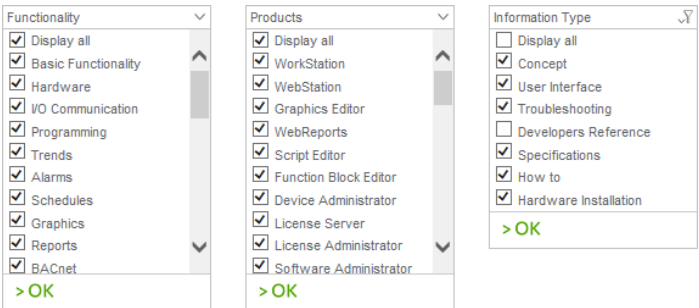 Functionality
Display all
Basic Functionality
Hardware
I/O Communication
Programming
Trends
Alarms
Schedules
Graphics
Reports
BACnet
> OK
Products
Display all
WorkStation
WebStation
Graphics Editor
WebReports
Script Editor
Function Block Editor
Device Administrator
License Server
License Administrator
Software Administrator
> OK
Information Type
Display all
Concept
User Interface
Troubleshooting
Developers Reference
Specifications
How to
Hardware Installation
> OK